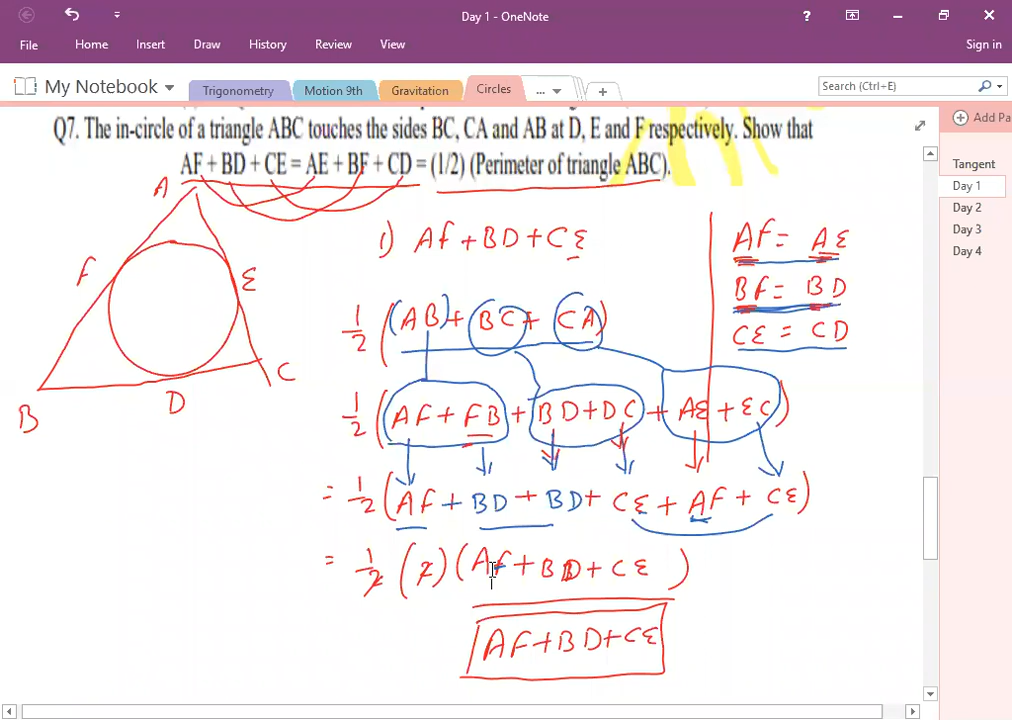 Day 1 - OneNote
?
File Home Insert Draw History Review View Sign in
My Notebook Trigonometry Motion 9th Gravitation Circles ... + Search (Ctrl+E)
Add Pa
Tangent
Day 1
Day 2
Day 3
Day 4
Q7. The in-circle of a triangle ABC touches the sides BC, CA and AB at D, E and F respectively. Show that
AF + BD + CE = AE + BF + CD = (1/2) (Perimeter of triangle ABC).
A
F
E
B
D
C
1) AF + BD + CE
1/2 (AB + BC + CA)
1/2 (AF + FB + BD + DC + AE + EC)
= 1/2 (AF + BD + BD + CE + AF + CE)
= 1/2 (2) (AF + BD + CE)
AF + BD + CE
AF = AE
BF = BD
CE = CD